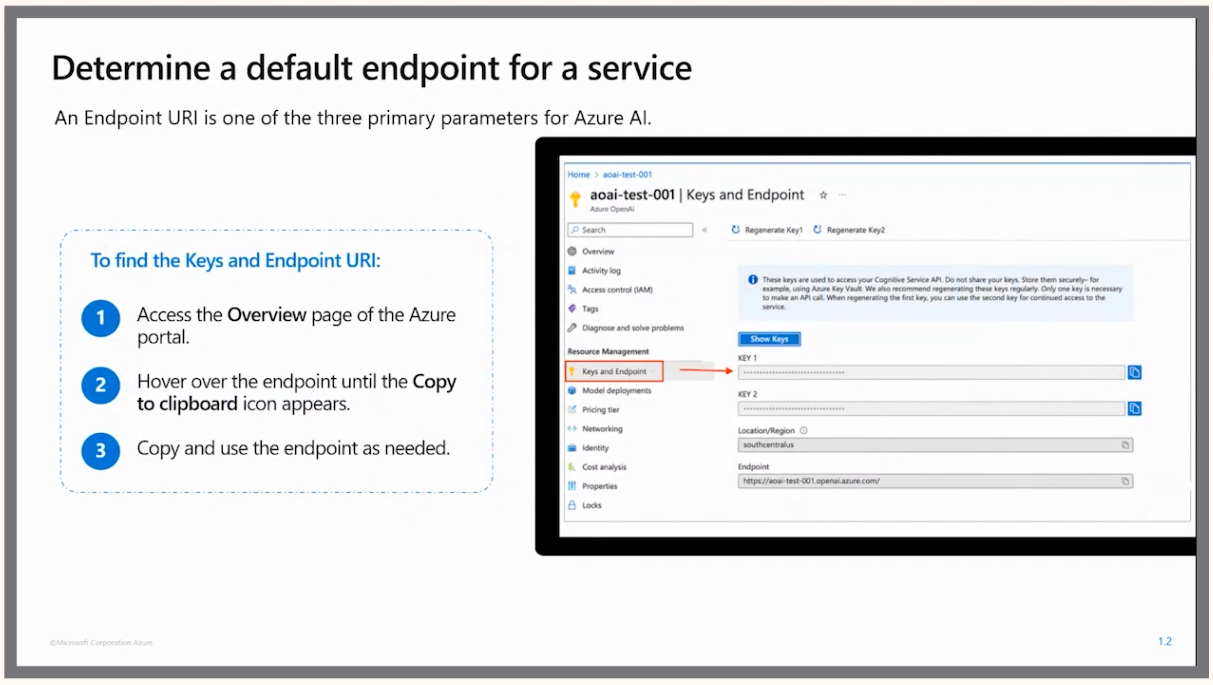 Determine a default endpoint for a service
An Endpoint URI is one of the three primary parameters for Azure AI.
To find the Keys and Endpoint URI:
1
Access the Overview page of the Azure
portal.
2
Hover over the endpoint until the Copy
to clipboard icon appears.
3
Copy and use the endpoint as needed.
Home > aoai-test-001
aoai-test-001 | Keys and Endpoint ☆ ...
Azure OpenAI
Search «
Regenerate Key1 Regenerate Key2
Overview
Activity log
Access control (IAM)
Tags
Diagnose and solve problems
Resource Management
Keys and Endpoint
Model deployments
Pricing tier
Networking
Identity
Cost analysis
Properties
Locks
These keys are used to access your Cognitive Service API. Do not share your keys. Store them securely– for
example, using Azure Key Vault. We also recommend regenerating these keys regularly. Only one key is necessary
to make an API call. When regenerating the first key, you can use the second key for continued access to the
service.
Show Keys
KEY 1
KEY 2
Location/Region
southcentralus
Endpoint
https://aoai-test-001.openai.azure.com/
©Microsoft Corporation Azure
1.2